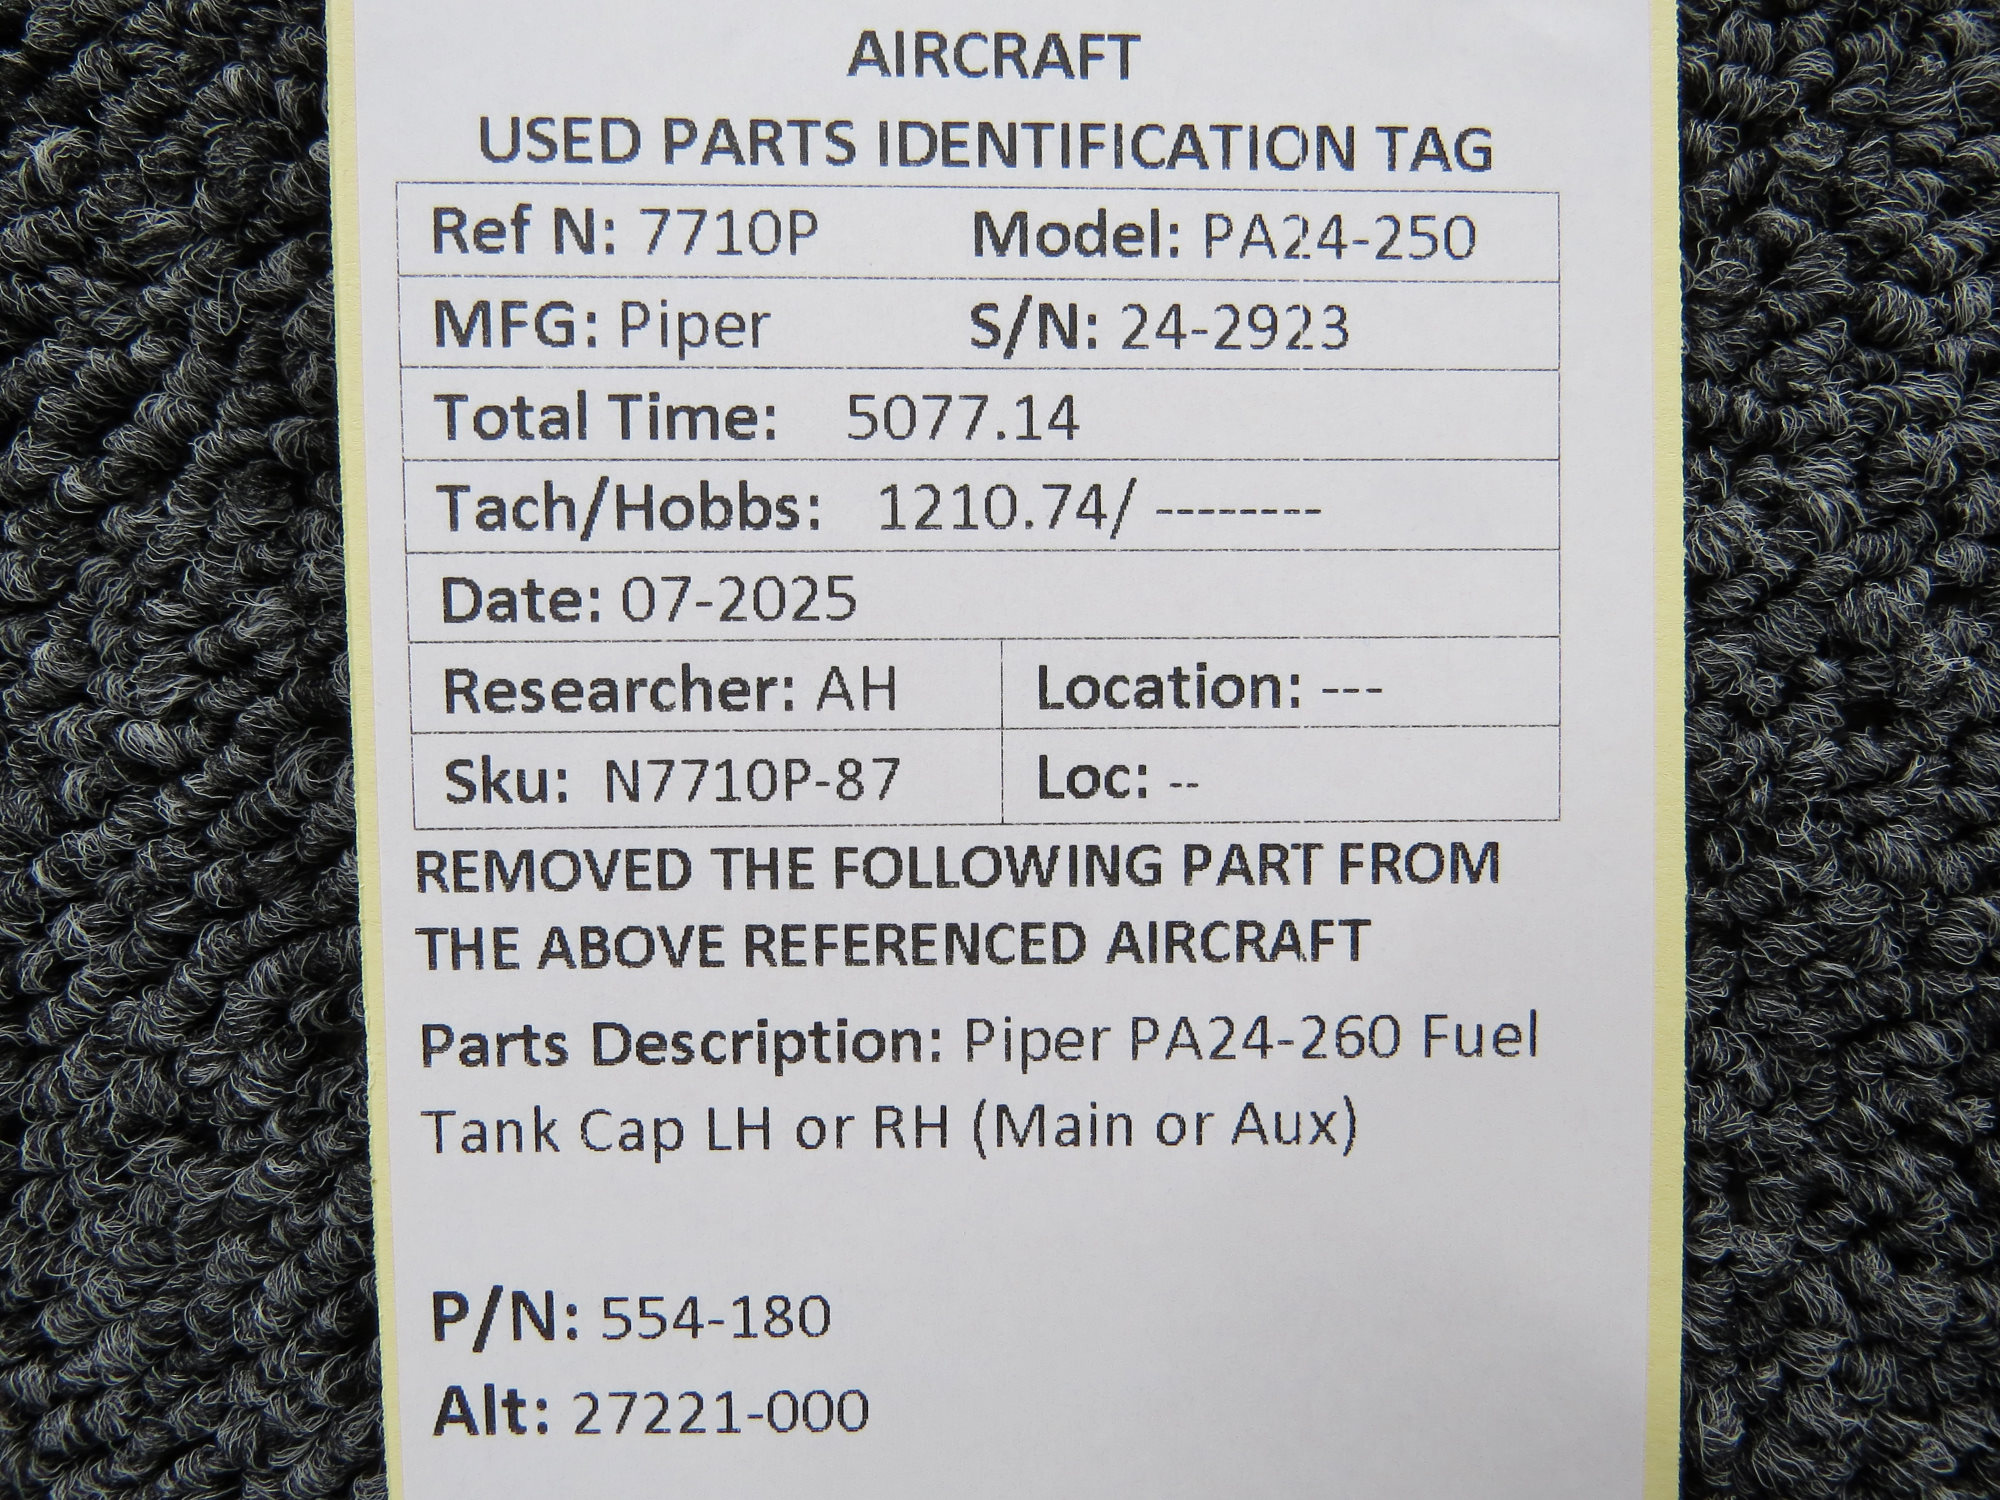 AIRCRAFT
USED PARTS IDENTIFICATION TAG
Ref N: 7710P Model: PA24-250
MFG: Piper S/N: 24-2923
Total Time: 5077.14
Tach/Hobbs: 1210.74/ --------
Date: 07-2025
Researcher: AH Location: ---
Sku: N7710P-87 Loc: --
REMOVED THE FOLLOWING PART FROM
THE ABOVE REFERENCED AIRCRAFT
Parts Description: Piper PA24-260 Fuel
Tank Cap LH or RH (Main or Aux)
P/N: 554-180
Alt: 27221-000